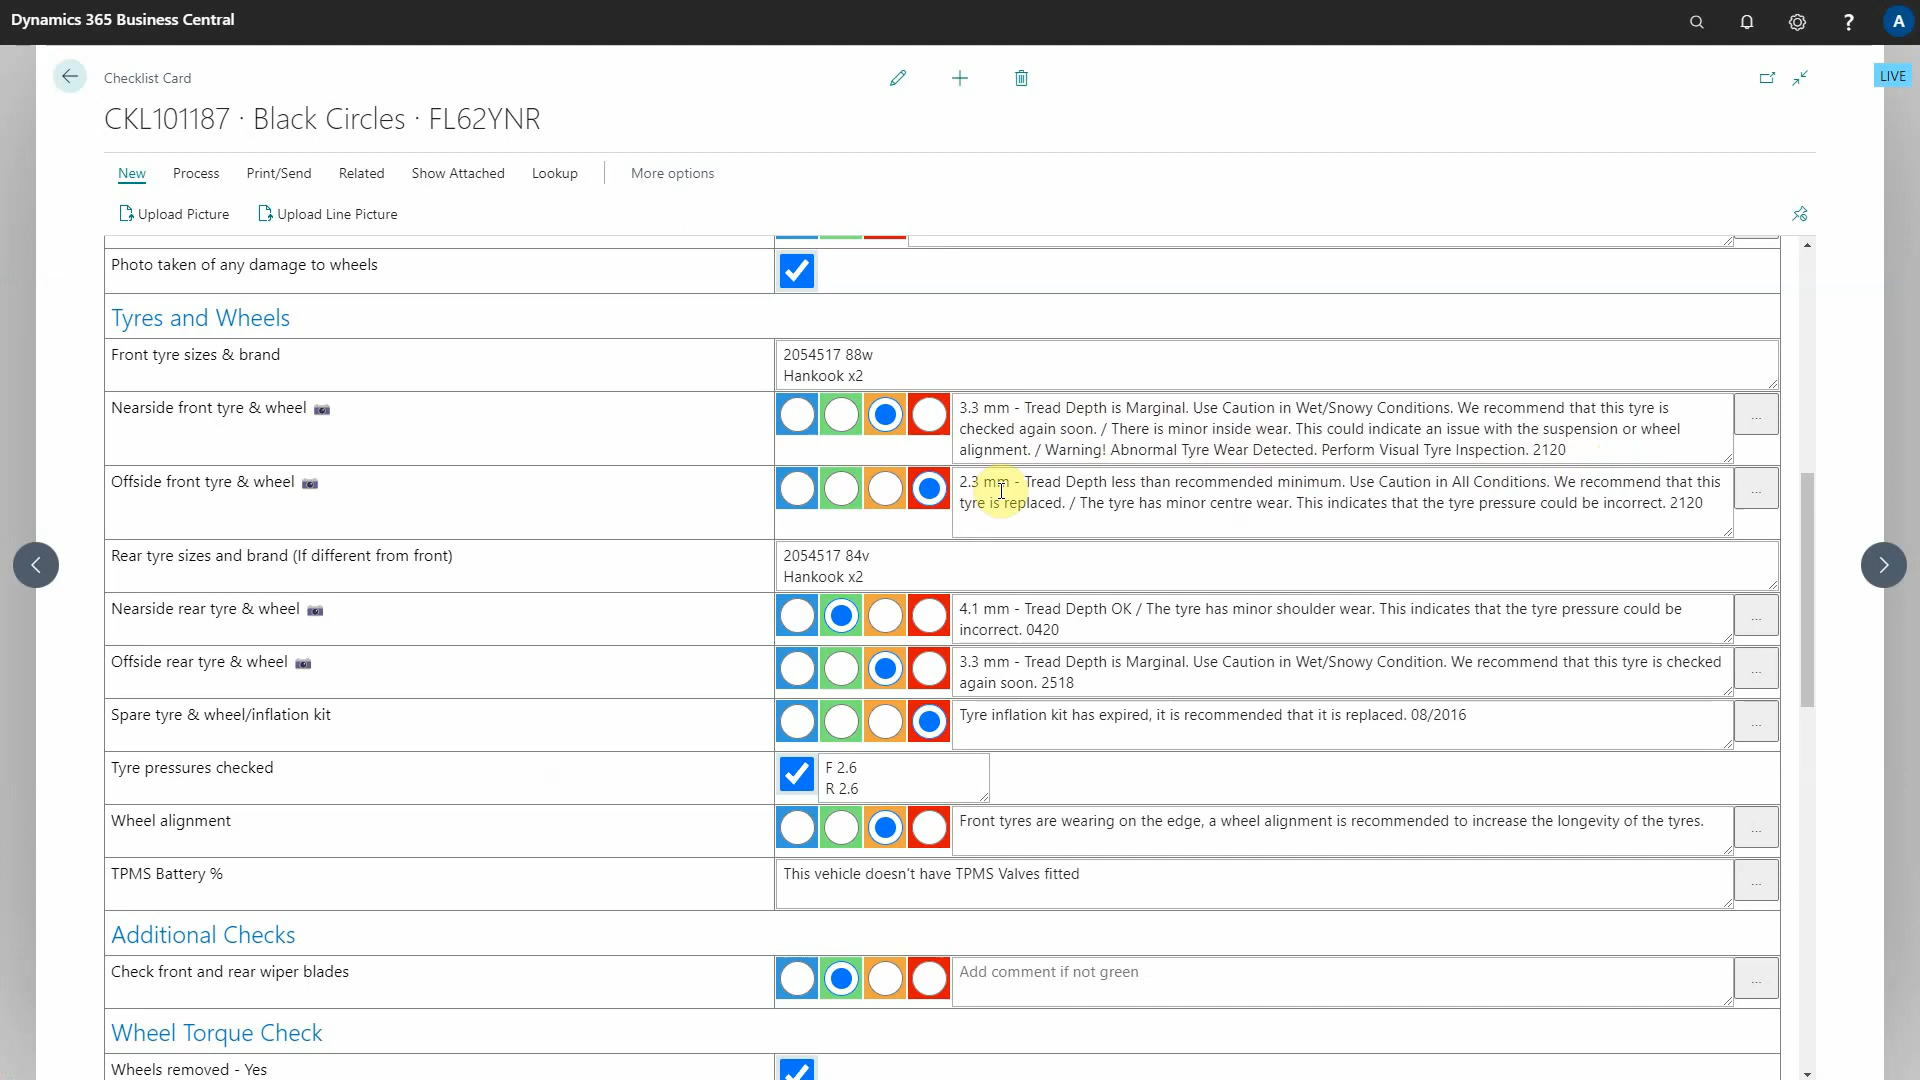 Dynamics 365 Business Central
?
A
Checklist Card
LIVE
CKL101187 · Black Circles · FL62YNR
New Process Print/Send Related Show Attached Lookup More options
Upload Picture Upload Line Picture
Photo taken of any damage to wheels
Tyres and Wheels
Front tyre sizes & brand
2054517 88w
Hankook x2
Nearside front tyre & wheel
3.3 mm - Tread Depth is Marginal. Use Caution in Wet/Snowy Conditions. We recommend that this tyre is
checked again soon. / There is minor inside wear. This could indicate an issue with the suspension or wheel
alignment. / Warning! Abnormal Tyre Wear Detected. Perform Visual Tyre Inspection. 2120
...
Offside front tyre & wheel
2.3 mm - Tread Depth less than recommended minimum. Use Caution in All Conditions. We recommend that this
tyre is replaced. / The tyre has minor centre wear. This indicates that the tyre pressure could be incorrect. 2120
...
Rear tyre sizes and brand (If different from front)
2054517 84v
Hankook x2
Nearside rear tyre & wheel
4.1 mm - Tread Depth OK / The tyre has minor shoulder wear. This indicates that the tyre pressure could be
incorrect. 0420
...
Offside rear tyre & wheel
3.3 mm - Tread Depth is Marginal. Use Caution in Wet/Snowy Condition. We recommend that this tyre is checked
again soon. 2518
...
Spare tyre & wheel/inflation kit
Tyre inflation kit has expired, it is recommended that it is replaced. 08/2016
...
Tyre pressures checked
F 2.6
R 2.6
Wheel alignment
Front tyres are wearing on the edge, a wheel alignment is recommended to increase the longevity of the tyres.
...
TPMS Battery %
This vehicle doesn't have TPMS Valves fitted
...
Additional Checks
Check front and rear wiper blades
Add comment if not green
...
Wheel Torque Check
Wheels removed - Yes